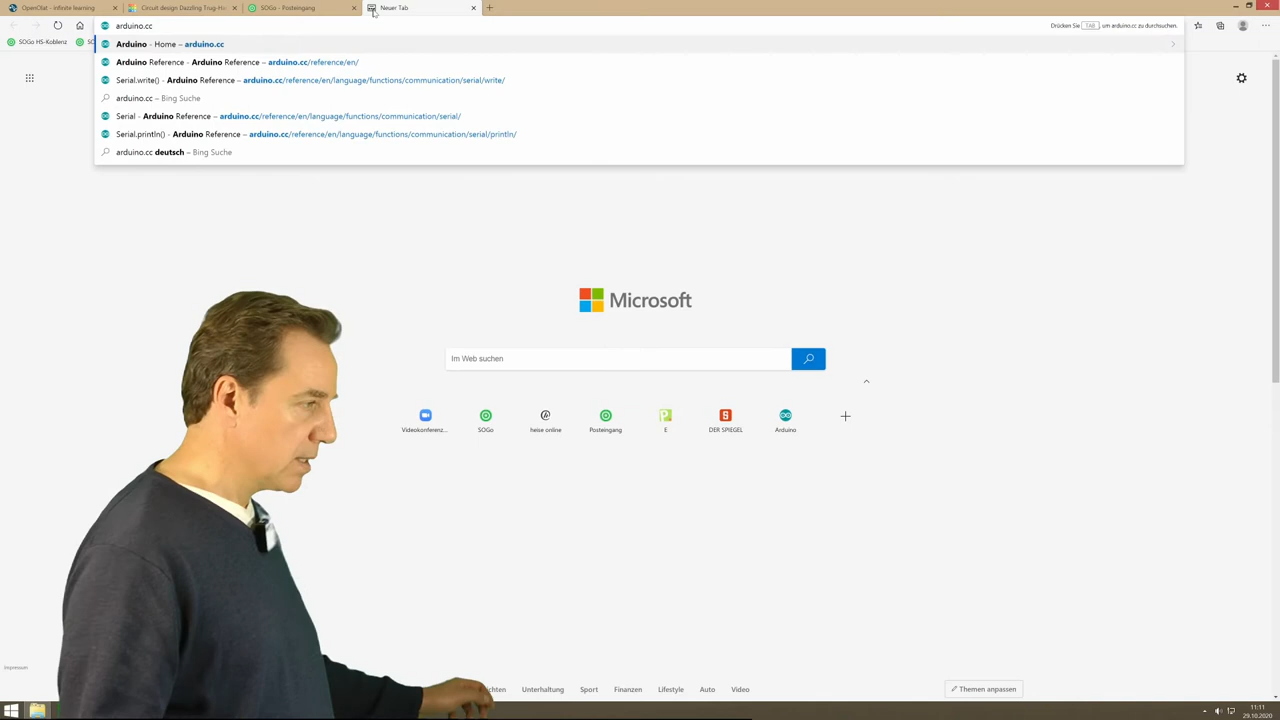 OpenOlat - infinite learning
Circuit design Dazzling Trug-Ha
SOGo - Posteingang
Neuer Tab
arduino.cc
Drücken Sie TAB, um arduino.cc zu durchsuchen.
SOGo HS-Koblenz
Arduino - Home – arduino.cc
Arduino Reference - Arduino Reference – arduino.cc/reference/en/
Serial.write() - Arduino Reference – arduino.cc/reference/en/language/functions/communication/serial/write/
arduino.cc – Bing Suche
Serial - Arduino Reference – arduino.cc/reference/en/language/functions/communication/serial/
Serial.println() - Arduino Reference – arduino.cc/reference/en/language/functions/communication/serial/println/
arduino.cc deutsch – Bing Suche
Microsoft
Im Web suchen
Videokonferenz... SOGo heise online Posteingang E DER SPIEGEL Arduino
Impressum
Unterhaltung Sport Finanzen Lifestyle Auto Video Themen anpassen
11:11
29.10.2020